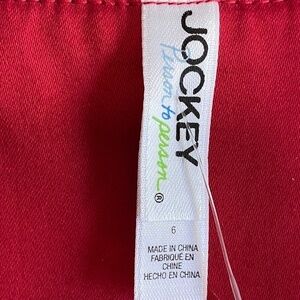 JOCKEY
Person to person®
6
MADE IN CHINA
FABRIQUÉ EN
CHINE
HECHO EN CHINA